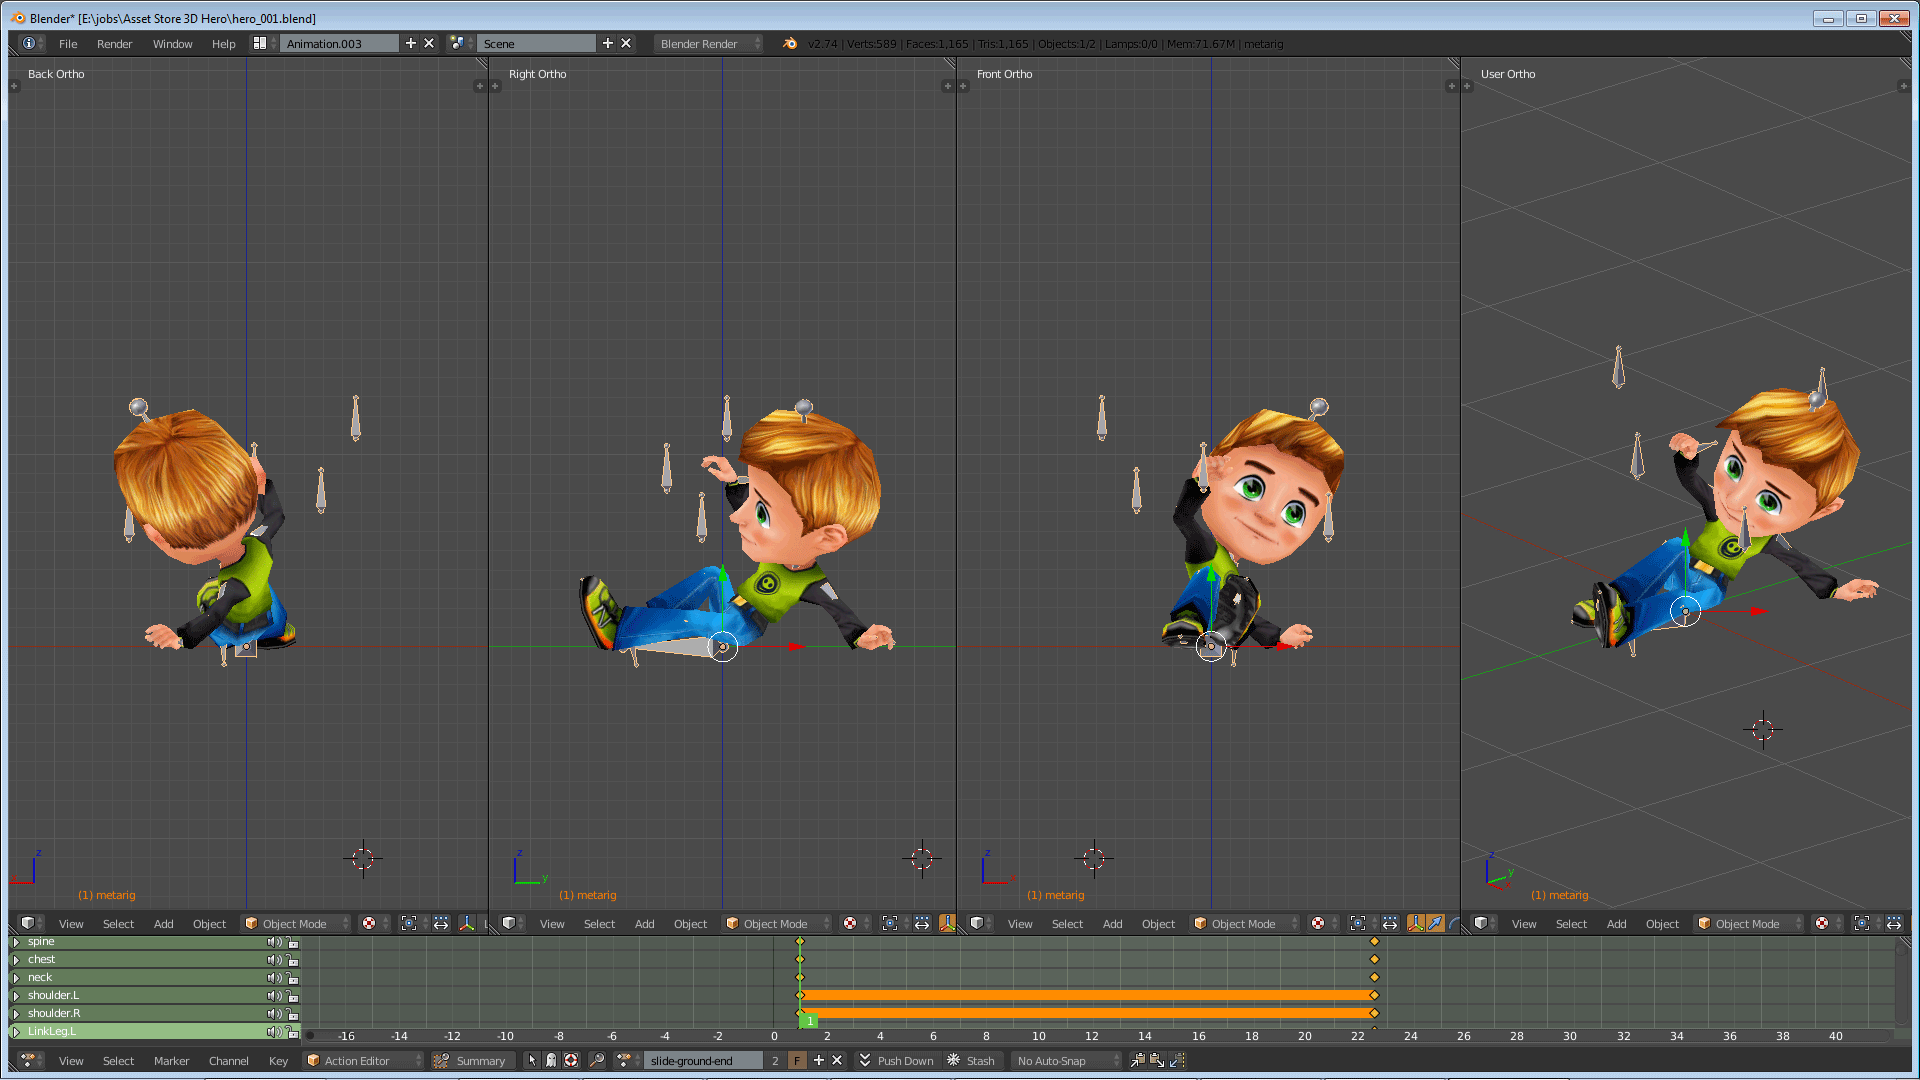 Blender* [E:\jobs\Asset Store 3D Hero\hero_001.blend]
File Render Window Help Animation.003 Scene Blender Render v2.74 | Verts:589 | Faces:1,165 | Tris:1,165 | Objects:1/2 | Lamps:0/0 | Mem:71.67M | metarig
Back Ortho Right Ortho Front Ortho User Ortho
z z z z
y y
x x
(1) metarig (1) metarig (1) metarig (1) metarig
View Select Add Object Object Mode View Select Add Object Object Mode View Select Add Object Object Mode View Select Add Object Object Mode
spine
chest
neck
shoulder.L
shoulder.R
1
LinkLeg.L
-16 -14 -12 -10 -8 -6 -4 -2 0 2 4 6 8 10 12 14 16 18 20 22 24 26 28 30 32 34 36 38 40
View Select Marker Channel Key Action Editor Summary slide-ground-end 2 F Push Down Stash No Auto-Snap